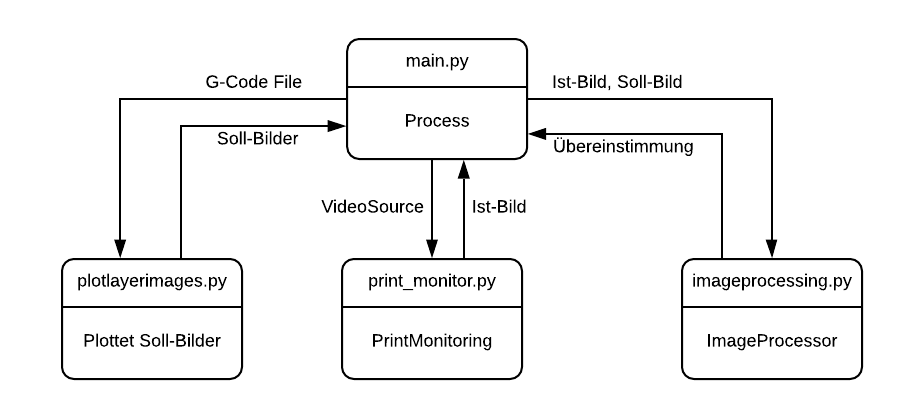 main.py
G-Code File
Ist-Bild, Soll-Bild
Process
Soll-Bilder
Übereinstimmung
VideoSource
Ist-Bild
plotlayerimages.py
print_monitor.py
imageprocessing.py
Plottet Soll-Bilder
PrintMonitoring
ImageProcessor